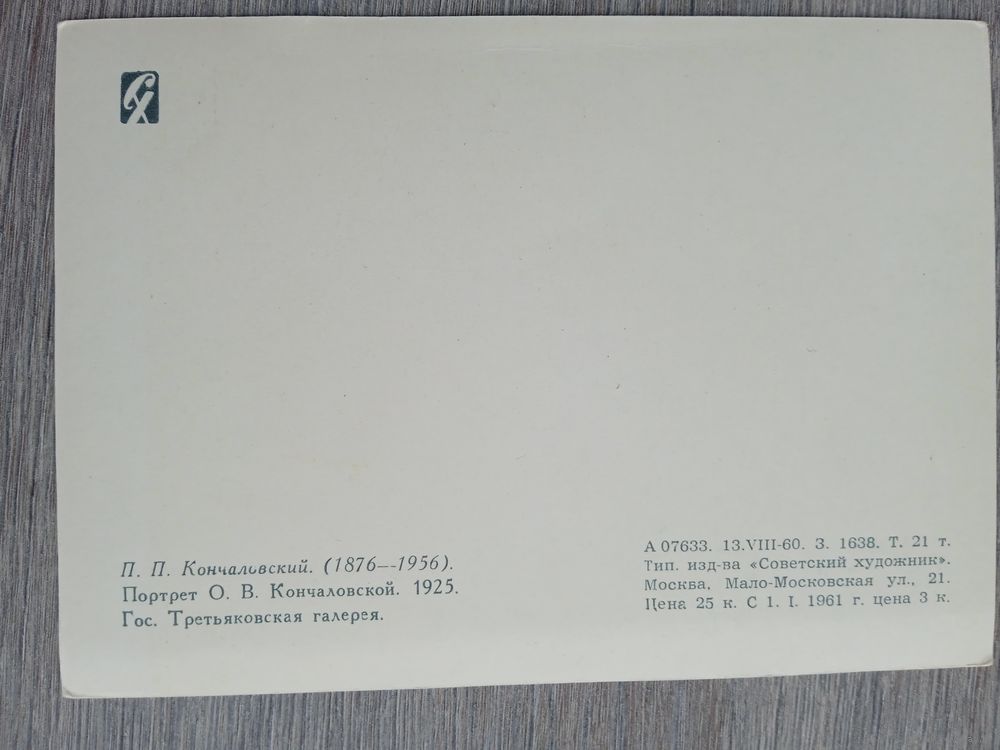 СХ
П. П. Кончаловский. (1876—1956).
Портрет О. В. Кончаловской. 1925.
Гос. Третьяковская галерея.
А 07633. 13.VIII-60. З. 1638. Т. 21 т.
Тип. изд-ва «Советский художник».
Москва, Мало-Московская ул., 21.
Цена 25 к. С 1. I. 1961 г. цена 3 к.